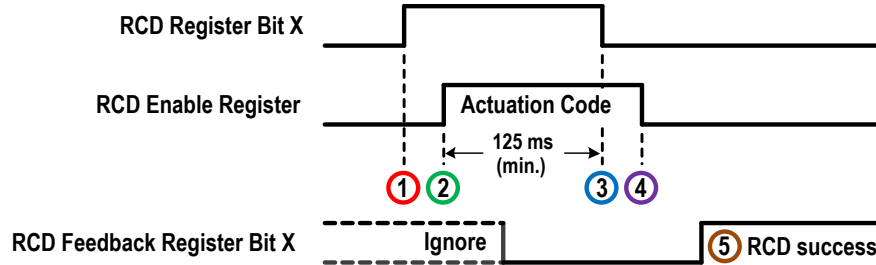 RCD Register Bit X
RCD Enable Register
Actuation Code
125 ms
(min.)
1 2 3 4
RCD Feedback Register Bit X
Ignore
5 RCD success